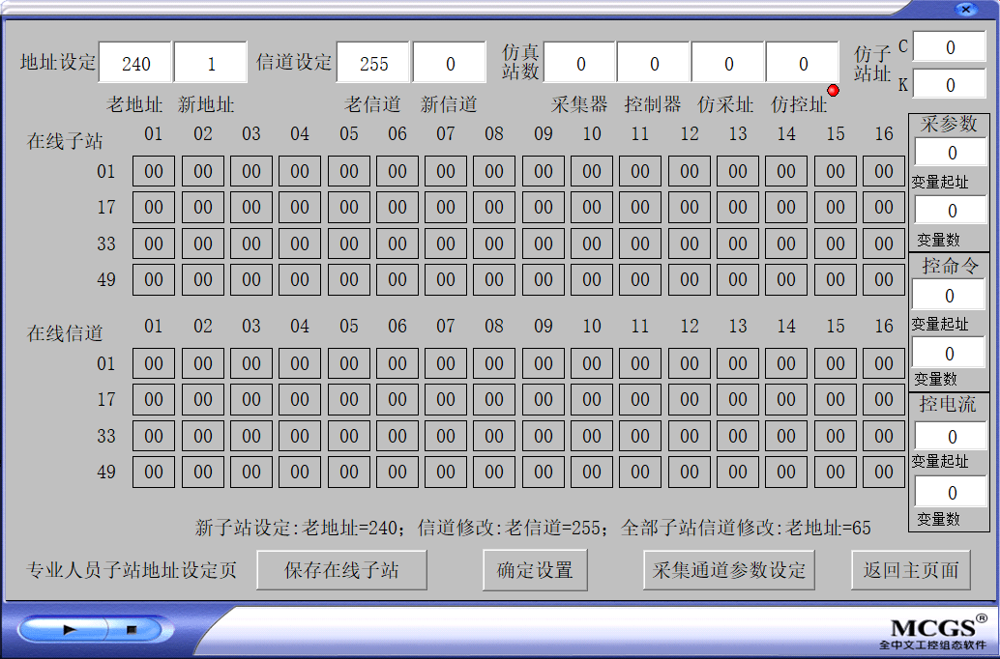 地址设定 240 1 信道设定 255 0 仿真站数 0 0 0 0 仿子站址 C 0
K 0
老地址 新地址 老信道 新信道 采集器 控制器 仿采址 仿控址
在线子站 01 02 03 04 05 06 07 08 09 10 11 12 13 14 15 16
01 00 00 00 00 00 00 00 00 00 00 00 00 00 00 00 00
17 00 00 00 00 00 00 00 00 00 00 00 00 00 00 00 00
33 00 00 00 00 00 00 00 00 00 00 00 00 00 00 00 00
49 00 00 00 00 00 00 00 00 00 00 00 00 00 00 00 00
在线信道 01 02 03 04 05 06 07 08 09 10 11 12 13 14 15 16
01 00 00 00 00 00 00 00 00 00 00 00 00 00 00 00 00
17 00 00 00 00 00 00 00 00 00 00 00 00 00 00 00 00
33 00 00 00 00 00 00 00 00 00 00 00 00 00 00 00 00
49 00 00 00 00 00 00 00 00 00 00 00 00 00 00 00 00
采参数
0
变量起址
0
变量数
控命令
0
变量起址
0
变量数
控电流
0
变量起址
0
变量数
新子站设定:老地址=240; 信道修改:老信道=255; 全部子站信道修改:老地址=65
专业人员子站地址设定页 保存在线子站 确定设置 采集通道参数设定 返回主页面
MCGS®
全中文工控组态软件